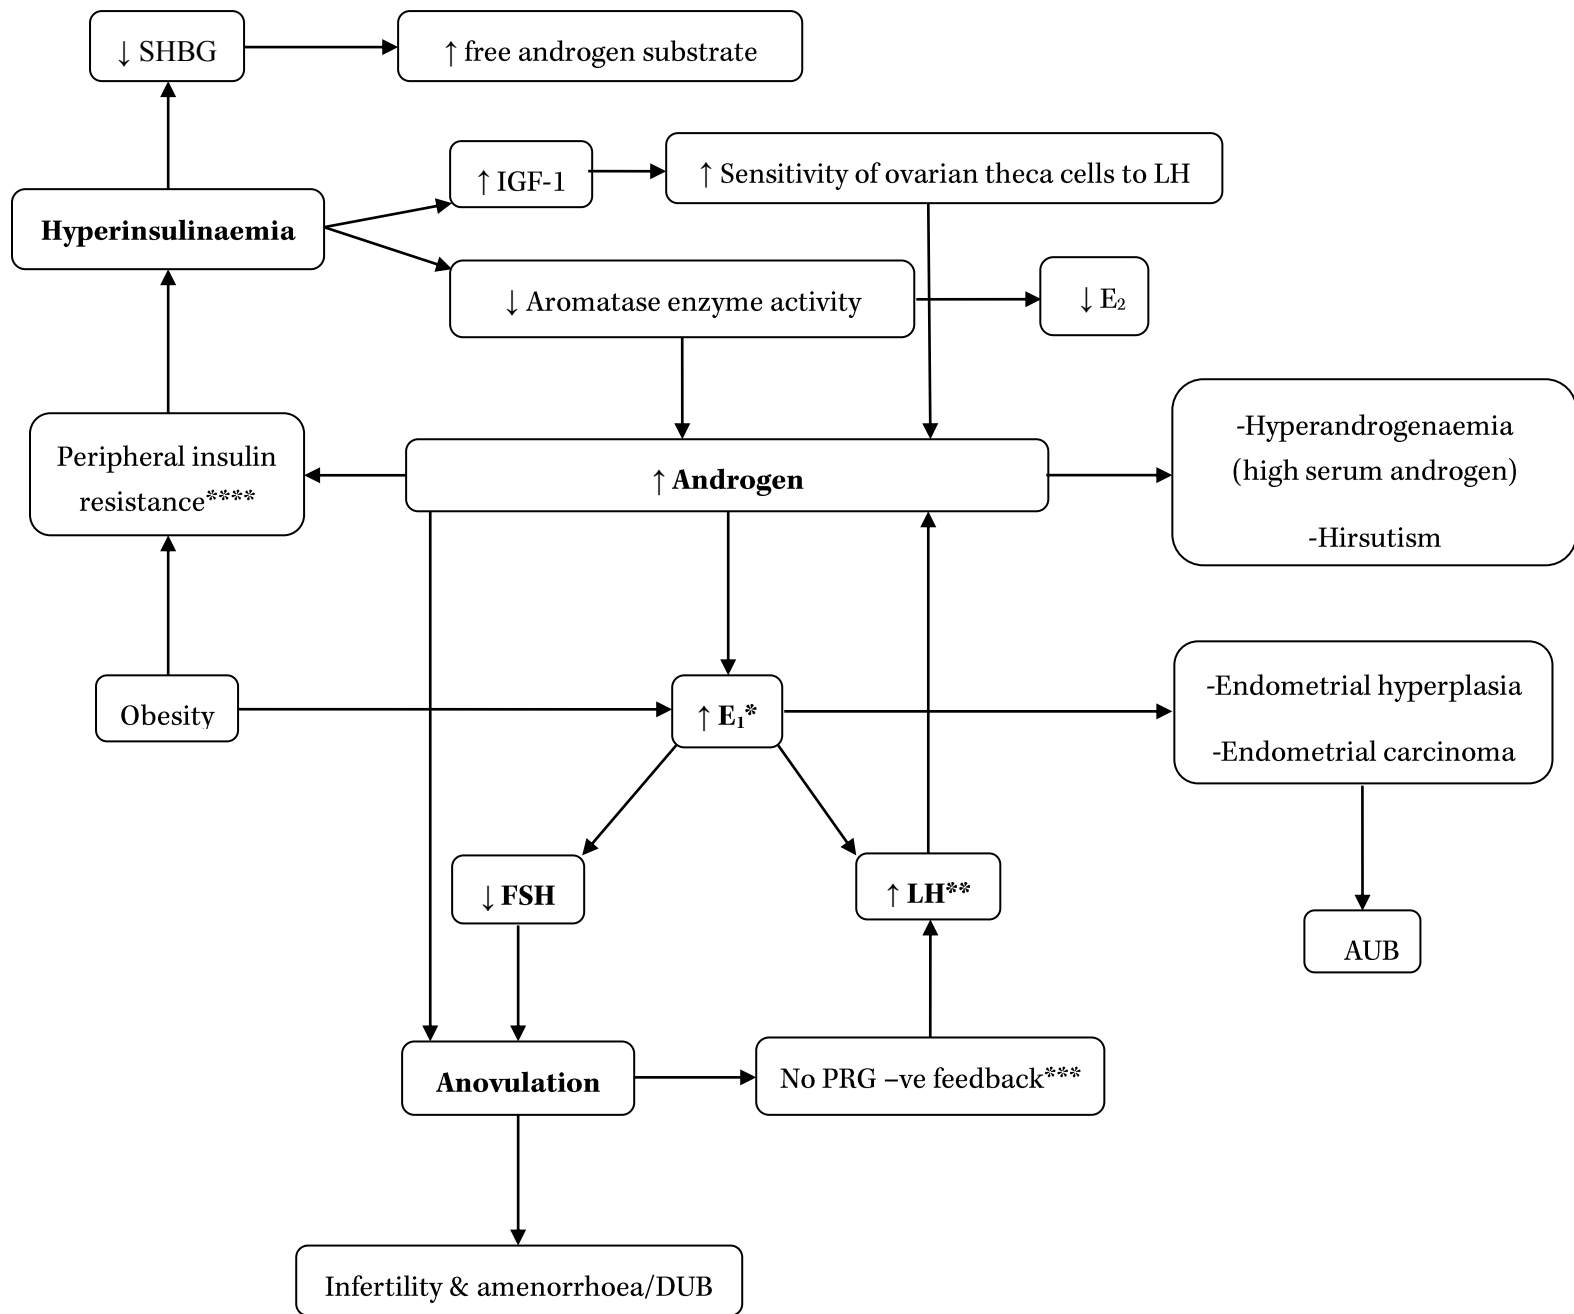 ↓ SHBG
↑ free androgen substrate
↑ IGF-1
↑ Sensitivity of ovarian theca cells to LH
Hyperinsulinaemia
↓ Aromatase enzyme activity
↓ E₂
Peripheral insulin
resistance****
↑ Androgen
-Hyperandrogenaemia
(high serum androgen)
-Hirsutism
Obesity
↑ E₁*
-Endometrial hyperplasia
-Endometrial carcinoma
↓ FSH
↑ LH**
AUB
Anovulation
No PRG –ve feedback***
Infertility & amenorrhoea/DUB